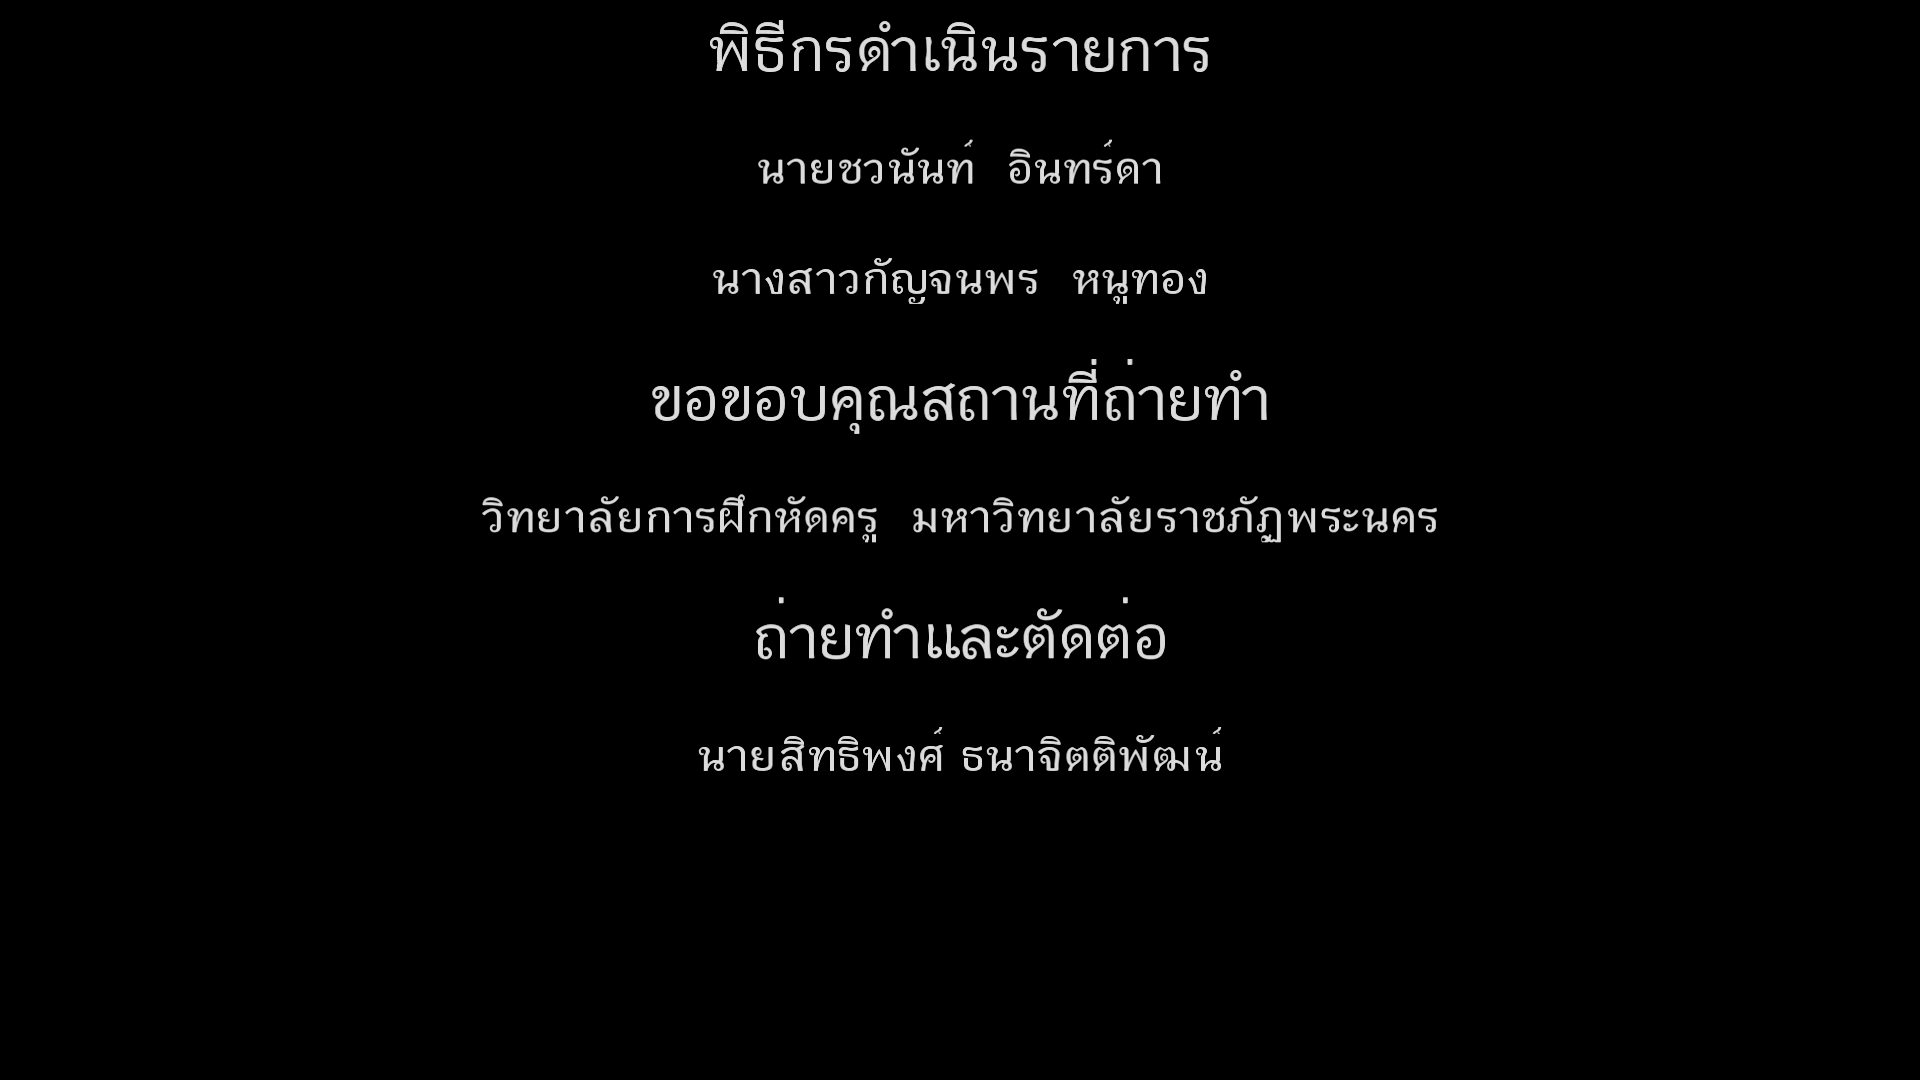 พิธีกรดำเนินรายการ
นายชวนันท์ อินทร์ดา
นางสาวกัญจนพร หนูทอง
ขอขอบคุณสถานที่ถ่ายทำ
วิทยาลัยการฝึกหัดครู มหาวิทยาลัยราชภัฏพระนคร
ถ่ายทำและตัดต่อ
นายสิทธิพงศ์ ธนาจิตติพัฒน์